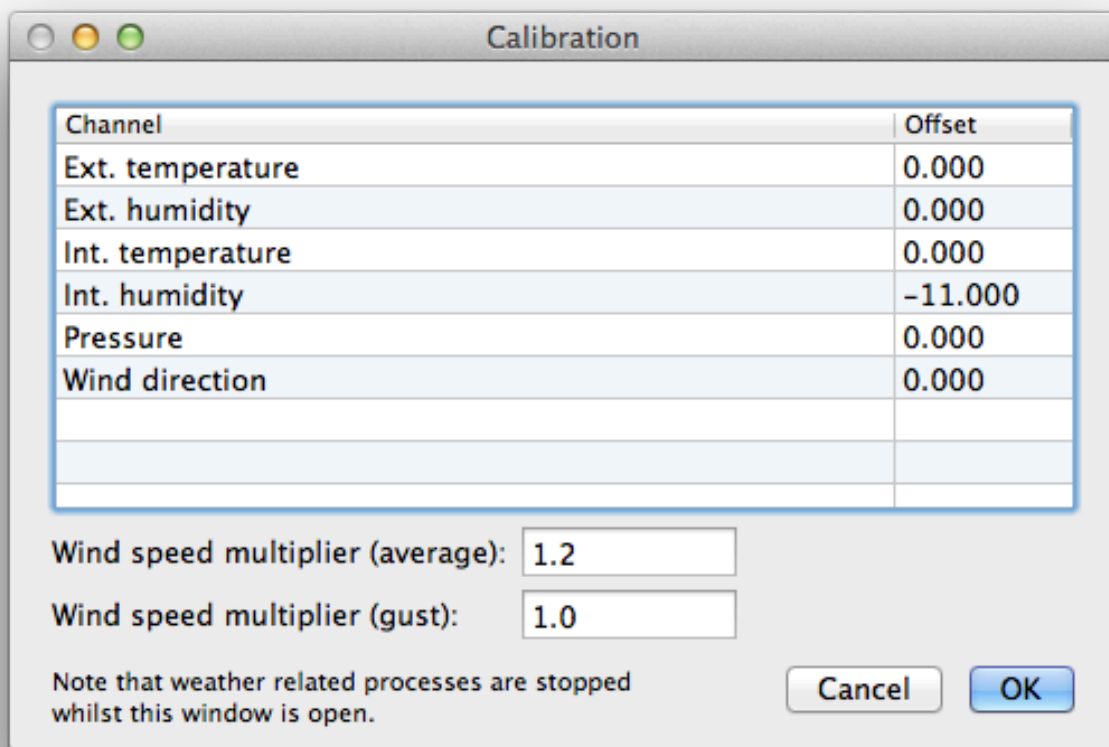 Calibration
Channel Offset
Ext. temperature 0.000
Ext. humidity 0.000
Int. temperature 0.000
Int. humidity -11.000
Pressure 0.000
Wind direction 0.000
Wind speed multiplier (average): 1.2
Wind speed multiplier (gust): 1.0
Note that weather related processes are stopped
whilst this window is open.
Cancel OK